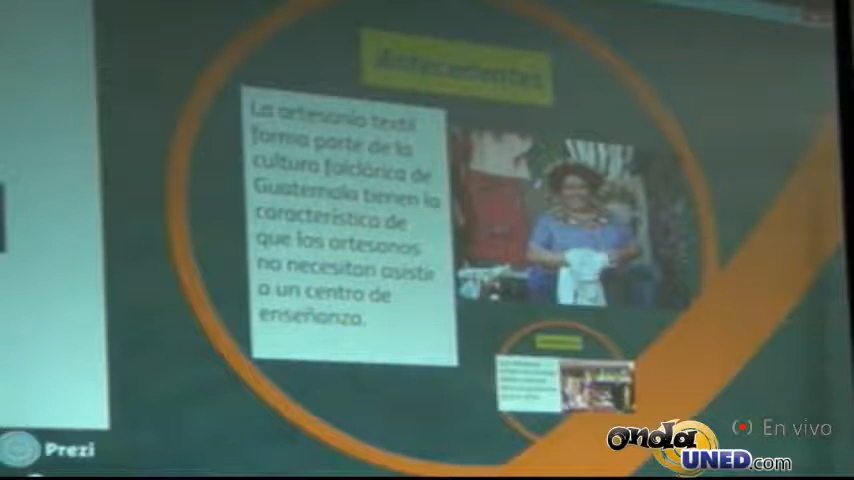 Antecedentes
La artesanía textil
forma parte de la
cultura folclórica de
Guatemala tienen la
característica de
que los artesanos
no necesitan asistir
a un centro de
enseñanza.
Prezi
En vivo
onda
UNED.com